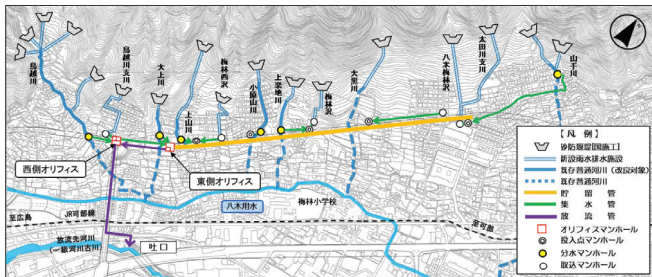 鳥越川
鳥越川支川
大上川
梅林西沢
上山川
小原山川
上楽地川
梅林沢
大黒川
八木梅林沢
太田川支川
山手川
西側オリフィス
東側オリフィス
八木用水
梅林小学校
至広島
JR可部線
至可部
放流先河川
(一級河川古川)
吐口
【凡例】
砂防堰堤【国施工】
新設雨水排水施設
既存普通河川(改良対象)
既存普通河川
貯留管
集水管
放流管
オリフィスマンホール
投入点マンホール
分水マンホール
取込マンホール